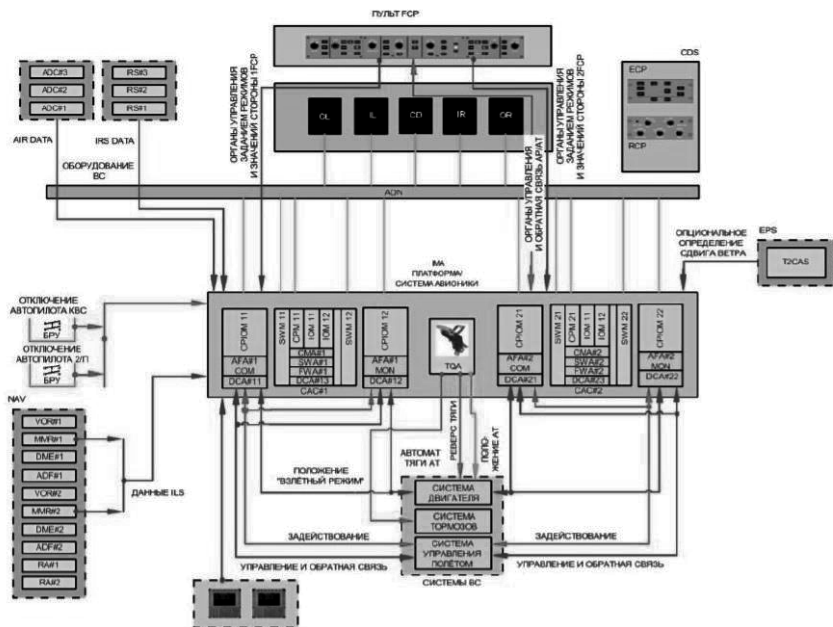 ПУЛЬТ FCP
ADC#3
ADC#2
ADC#1
IRS#3
IRS#2
IRS#1
AIR DATA
IRS DATA
ОБОРУДОВАНИЕ
ВС
ОРГАНЫ УПРАВЛЕНИЯ
ЗАДАНИЕМ РЕЖИМОВ
И ЗНАЧЕНИЙ СТОРОНЫ 1FCP
OL
IL
CD
IR
OR
ОРГАНЫ УПРАВЛЕНИЯ
И ОБРАТНАЯ СВЯЗЬ AP/AT
ОРГАНЫ УПРАВЛЕНИЯ
ЗАДАНИЕМ РЕЖИМОВ
И ЗНАЧЕНИЙ СТОРОНЫ 2FCP
CDS
ECP
RCP
ADN
ОПЦИОНАЛЬНОЕ
ОПРЕДЕЛЕНИЕ
СДВИГА ВЕТРА
EPS
T2CAS
IMA
ПЛАТФОРМА/
СИСТЕМА АВИОНИКИ
ОТКЛЮЧЕНИЕ
АВТОПИЛОТА КВС
БРУ
ОТКЛЮЧЕНИЕ
АВТОПИЛОТА 2/П
БРУ
CPIOM 11
AFA#1
COM
DCA#11
SWM 11
CPM 11
IOM 11
IOM 12
SWM 12
CMA#1
SWA#1
FWA#1
DCA#13
CAC#1
CPIOM 12
AFA#1
MON
DCA#12
TQA
CPIOM 21
AFA#2
COM
DCA#21
SWM 21
CPM 21
IOM 11
IOM 12
SWM 22
CMA#2
SWA#2
FWA#2
DCA#23
CAC#2
CPIOM 22
AFA#2
MON
DCA#22
NAV
VOR#1
MMR#1
DME#1
ADF#1
VOR#2
MMR#2
DME#2
ADF#2
RA#1
RA#2
ДАННЫЕ ILS
АВТОМАТ
ТЯГИ АТ
РЕВЕРС ТЯГИ
ПОЛО-
ЖЕНИЕ АТ
ПОЛОЖЕНИЕ
"ВЗЛЁТНЫЙ РЕЖИМ"
СИСТЕМА
ДВИГАТЕЛЯ
СИСТЕМА
ТОРМОЗОВ
СИСТЕМА
УПРАВЛЕНИЯ
ПОЛЁТОМ
СИСТЕМЫ ВС
ЗАДЕЙСТВОВАНИЕ
УПРАВЛЕНИЕ И ОБРАТНАЯ СВЯЗЬ
ЗАДЕЙСТВОВАНИЕ
УПРАВЛЕНИЕ И ОБРАТНАЯ СВЯЗЬ